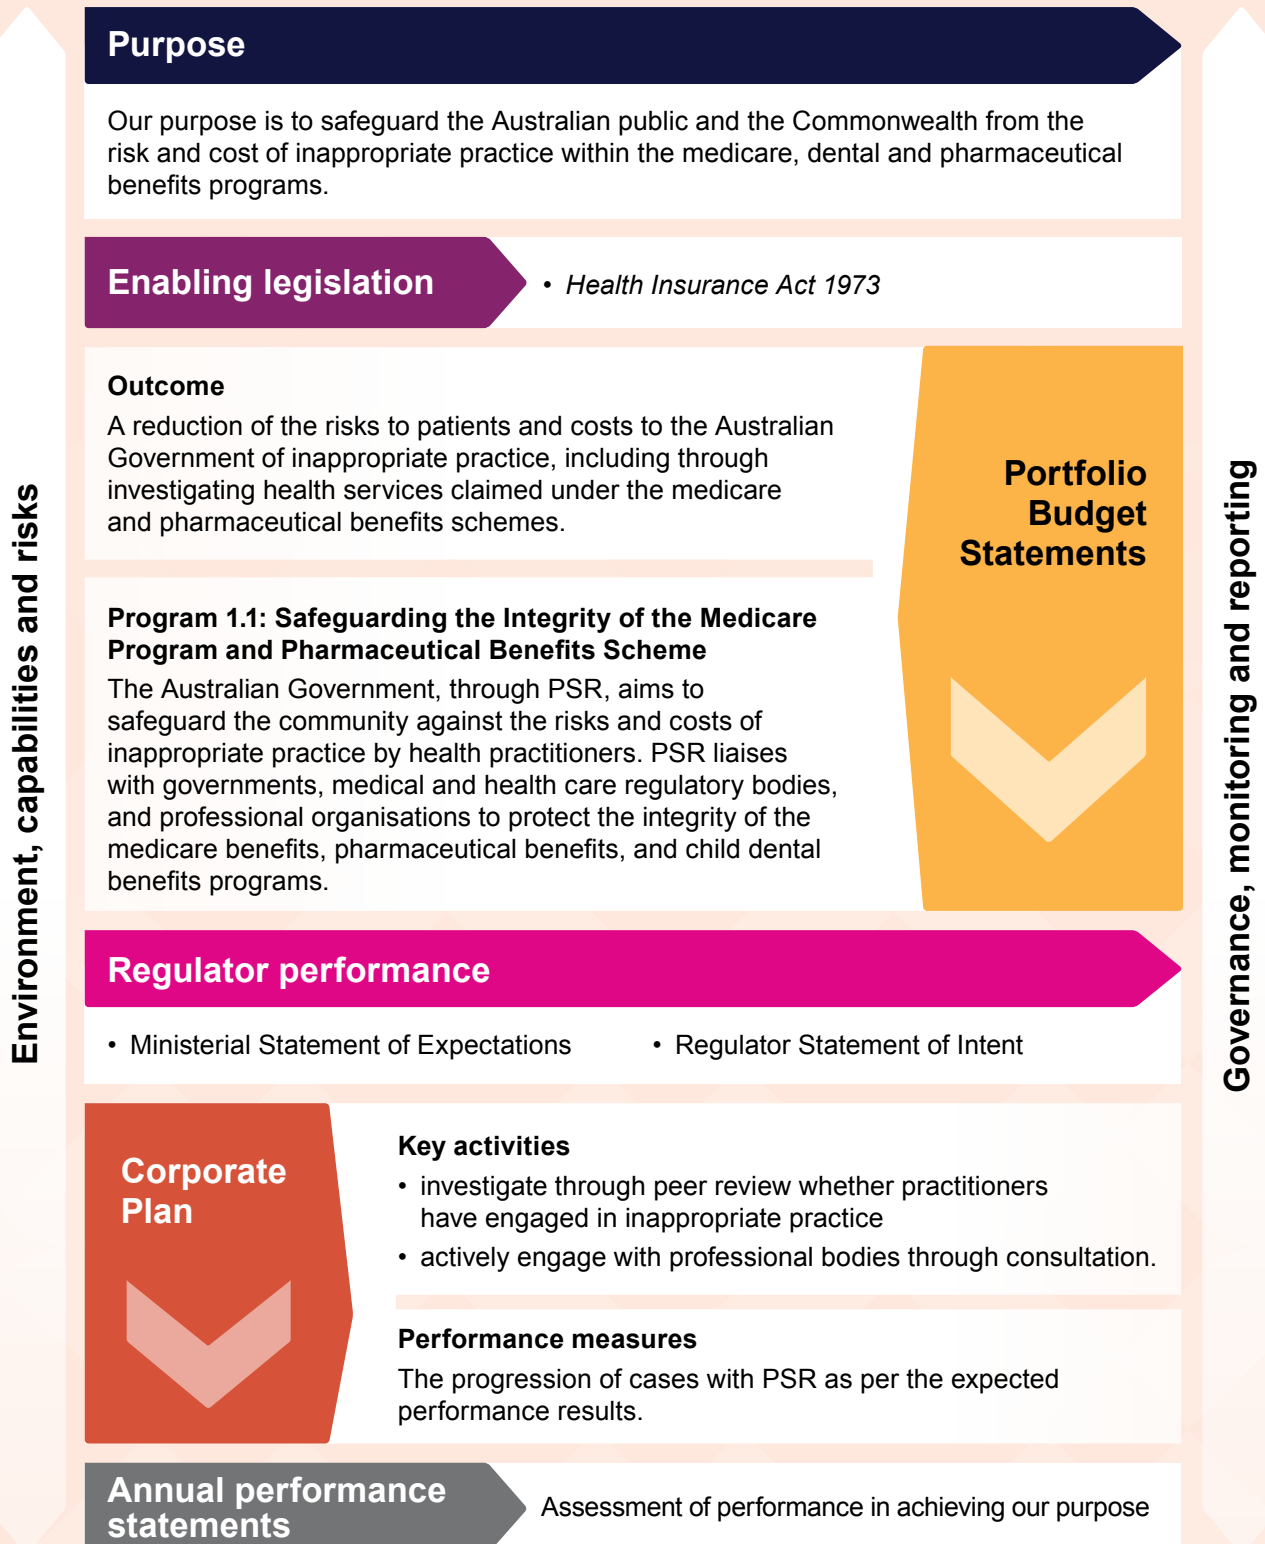 Purpose
Our purpose is to safeguard the Australian public and the Commonwealth from the
risk and cost of inappropriate practice within the medicare, dental and pharmaceutical
benefits programs.
Enabling legislation
• Health Insurance Act 1973
Outcome
A reduction of the risks to patients and costs to the Australian
Government of inappropriate practice, including through
investigating health services claimed under the medicare
and pharmaceutical benefits schemes.
Program 1.1: Safeguarding the Integrity of the Medicare
Program and Pharmaceutical Benefits Scheme
The Australian Government, through PSR, aims to
safeguard the community against the risks and costs of
inappropriate practice by health practitioners. PSR liaises
with governments, medical and health care regulatory bodies,
and professional organisations to protect the integrity of the
medicare benefits, pharmaceutical benefits, and child dental
benefits programs.
Portfolio
Budget
Statements
Regulator performance
• Ministerial Statement of Expectations
• Regulator Statement of Intent
Corporate
Plan
Key activities
• investigate through peer review whether practitioners
have engaged in inappropriate practice
• actively engage with professional bodies through consultation.
Performance measures
The progression of cases with PSR as per the expected
performance results.
Annual performance
statements
Assessment of performance in achieving our purpose
Environment, capabilities and risks
Governance, monitoring and reporting